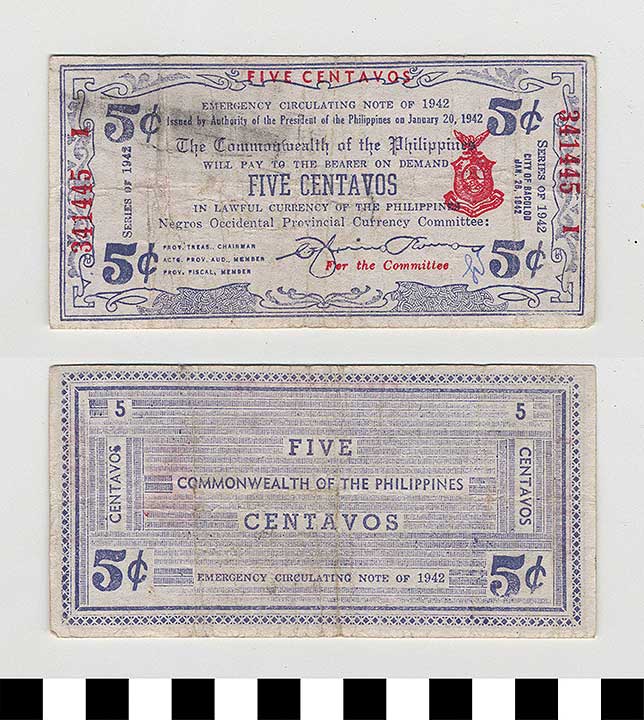 FIVE CENTAVOS
5¢
5¢
EMERGENCY CIRCULATING NOTE OF 1942
Issued by Authority of the President of the Philippines on January 20, 1942
The Commonwealth of the Philippines
WILL PAY TO THE BEARER ON DEMAND
FIVE CENTAVOS
IN LAWFUL CURRENCY OF THE PHILIPPINES
Negros Occidental Provincial Currency Committee:
341445 I
SERIES OF 1942
CITY OF BACOLOD
JAN. 26, 1942
SERIES OF 1942
341445 I
5¢
PROV. TREAS., CHAIRMAN
ACTG. PROV. AUD., MEMBER
PROV. FISCAL, MEMBER
For the Committee
5¢
5
5
FIVE
CENTAVOS
COMMONWEALTH OF THE PHILIPPINES
CENTAVOS
CENTAVOS
5¢
EMERGENCY CIRCULATING NOTE OF 1942
5¢